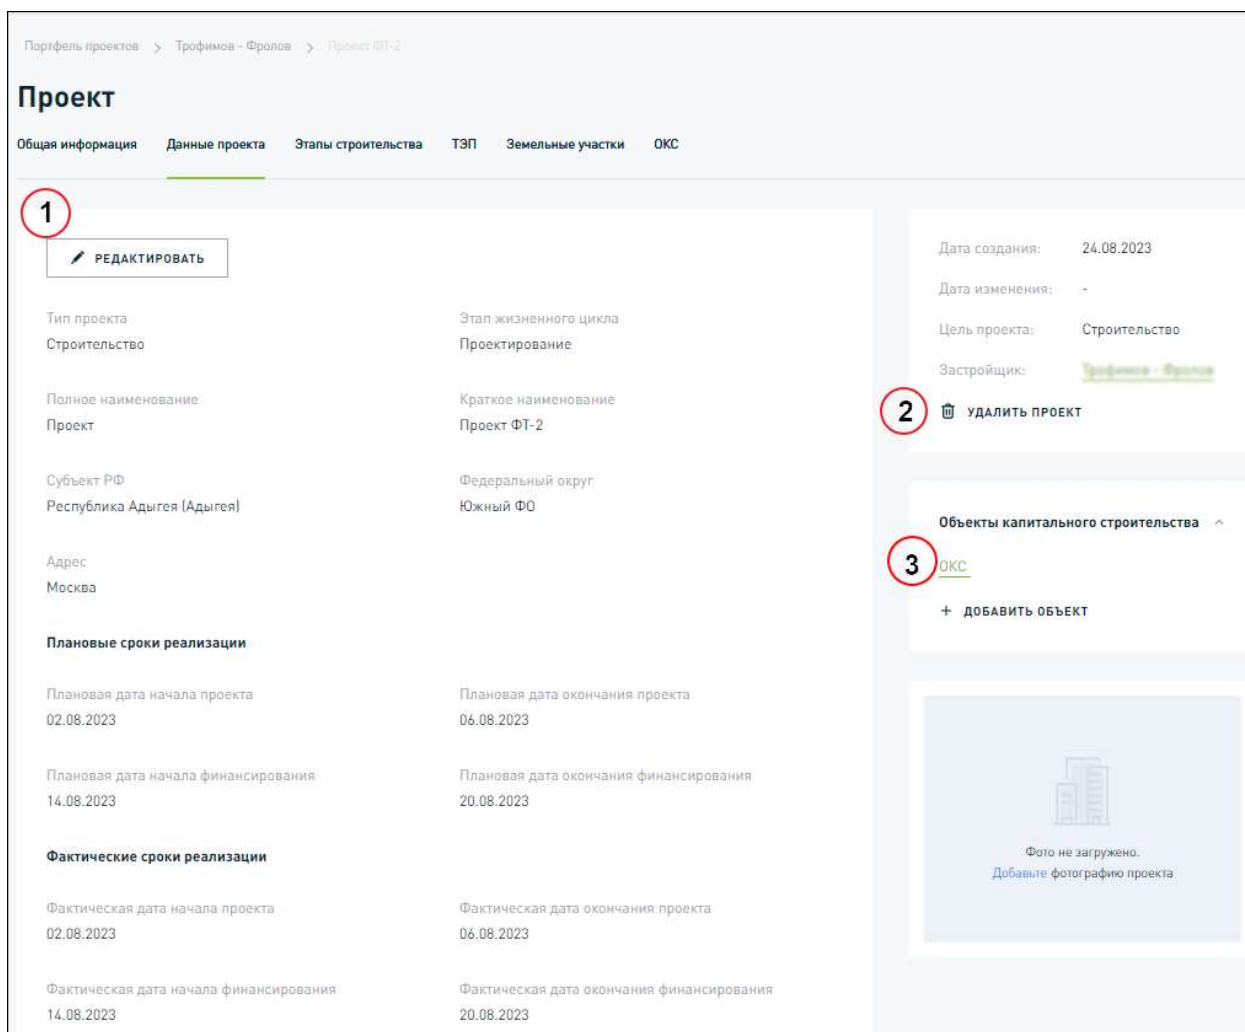 Портфель проектов > Трофимов - Фролов > Проект ФТ-2
Проект
Общая информация Данные проекта Этапы строительства ТЭП Земельные участки ОКС
1
РЕДАКТИРОВАТЬ
Тип проекта Этап жизненного цикла
Строительство Проектирование
Полное наименование Краткое наименование
Проект Проект ФТ-2
Субъект РФ Федеральный округ
Республика Адыгея (Адыгея) Южный ФО
Адрес
Москва
Плановые сроки реализации
Плановая дата начала проекта Плановая дата окончания проекта
02.08.2023 06.08.2023
Плановая дата начала финансирования Плановая дата окончания финансирования
14.08.2023 20.08.2023
Фактические сроки реализации
Фактическая дата начала проекта Фактическая дата окончания проекта
02.08.2023 06.08.2023
Фактическая дата начала финансирования Фактическая дата окончания финансирования
14.08.2023 20.08.2023
Дата создания: 24.08.2023
Дата изменения: -
Цель проекта: Строительство
Застройщик: Трофимов - Фролов
2 УДАЛИТЬ ПРОЕКТ
Объекты капитального строительства
3 ОКС
+ ДОБАВИТЬ ОБЪЕКТ
Фото не загружено.
Добавьте фотографию проекта